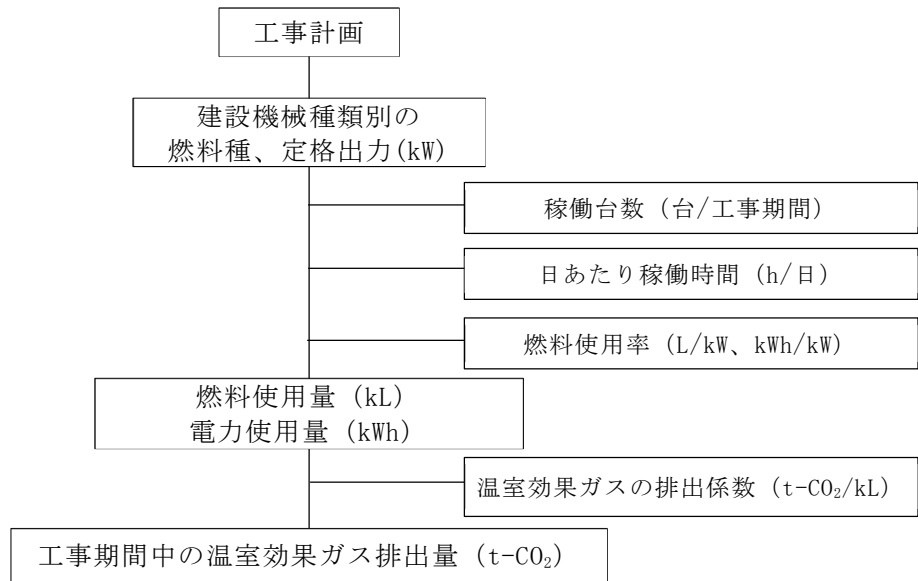 工事計画
建設機械種類別の
燃料種、定格出力(kW)
稼働台数（台/工事期間）
日あたり稼働時間（h/日）
燃料使用率（L/kW、kWh/kW）
燃料使用量（kL）
電力使用量（kWh）
温室効果ガスの排出係数（t-CO₂/kL）
工事期間中の温室効果ガス排出量（t-CO₂）